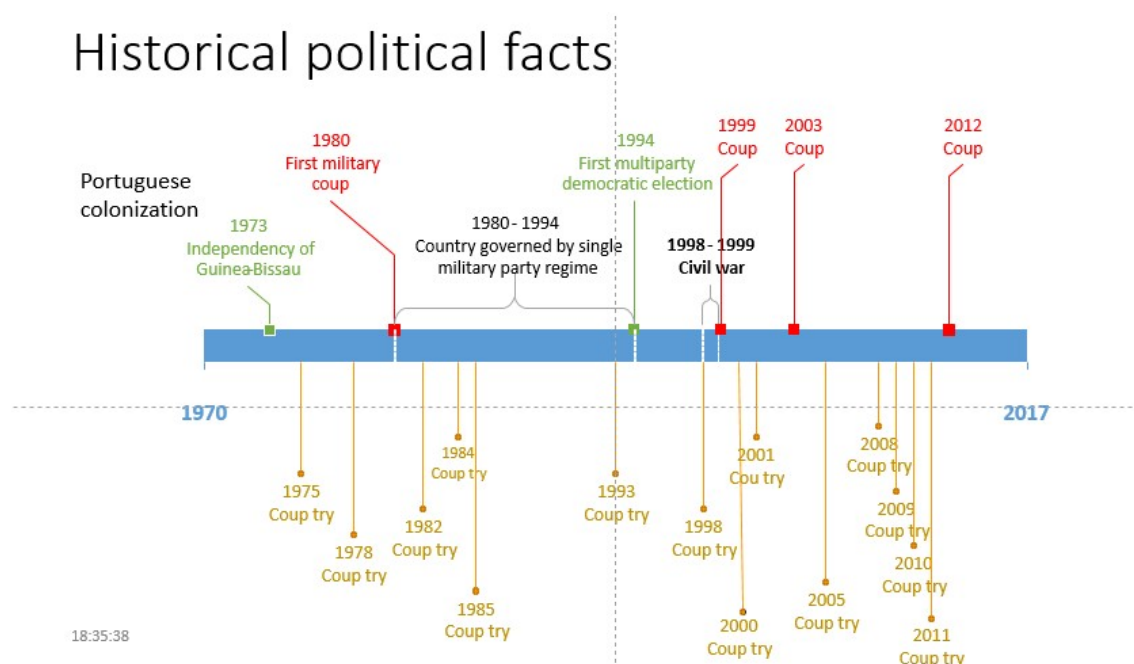 Historical political facts
Portuguese
colonization
1973
Independency of
Guinea-Bissau
1980
First military
coup
1980 - 1994
Country governed by single
military party regime
1994
First multiparty
democratic election
1998 - 1999
Civil war
1999
Coup
2003
Coup
2012
Coup
1970
2017
1975
Coup try
1978
Coup try
1982
Coup try
1984
Coup try
1985
Coup try
1993
Coup try
1998
Coup try
2000
Coup try
2001
Cou try
2005
Coup try
2008
Coup try
2009
Coup try
2010
Coup try
2011
Coup try
18:35:38